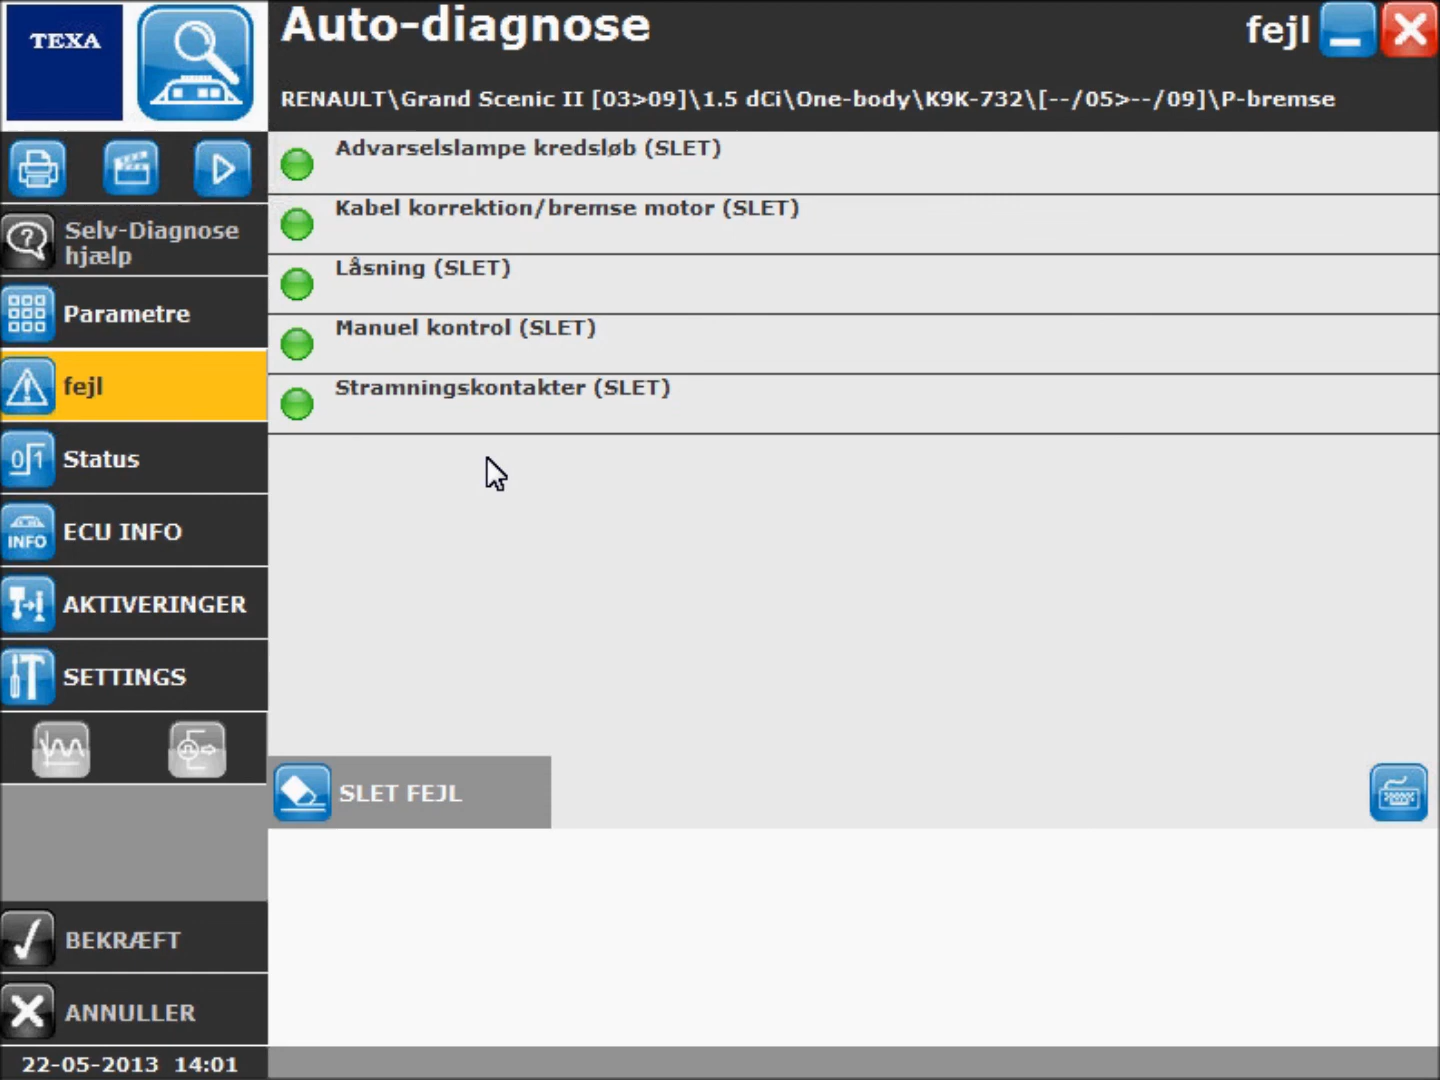 TEXA
Auto-diagnose
fejl
RENAULT\Grand Scenic II [03>09]\1.5 dCi\One-body\K9K-732\[--/05>--/09]\P-bremse
Selv-Diagnose
hjælp
Parametre
fejl
Status
INFO
ECU INFO
AKTIVERINGER
SETTINGS
Advarselslampe kredsløb (SLET)
Kabel korrektion/bremse motor (SLET)
Låsning (SLET)
Manuel kontrol (SLET)
Stramningskontakter (SLET)
SLET FEJL
BEKRÆFT
ANNULLER
22-05-2013 14:01